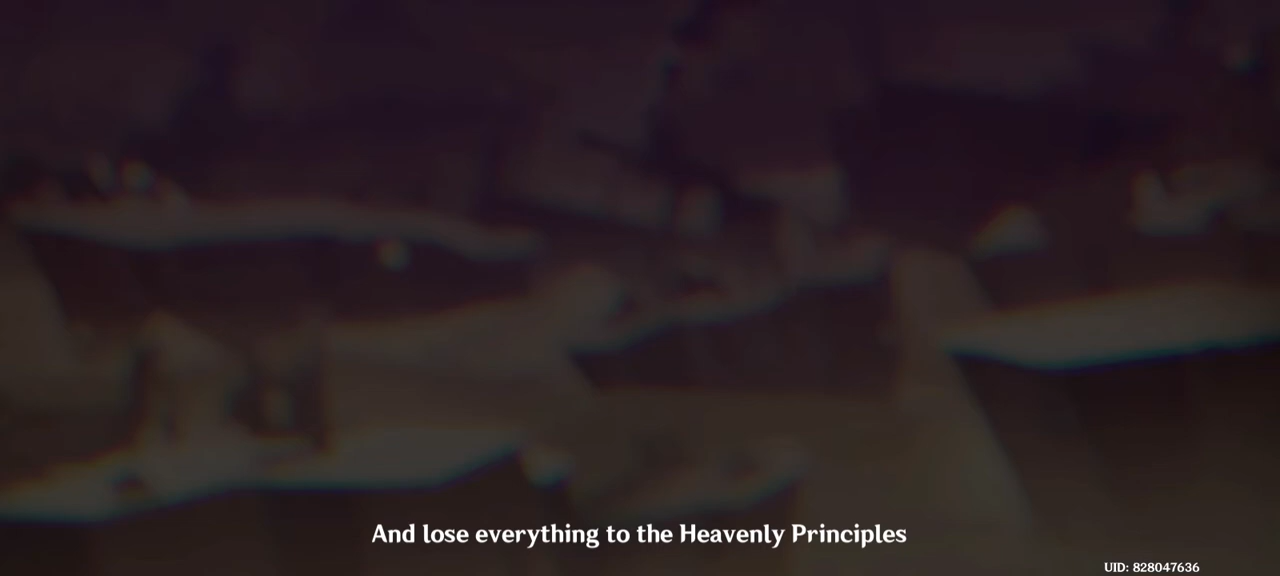 And lose everything to the Heavenly Principles
UID: 828047636